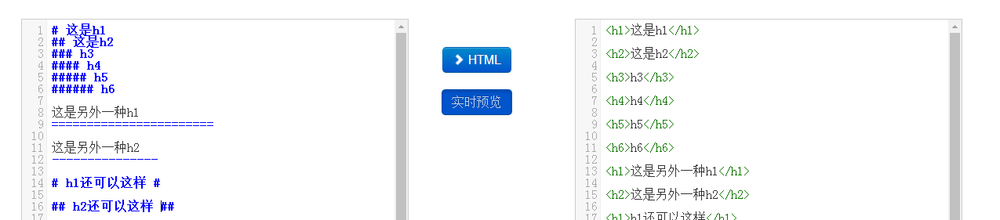 1 # 这是h1
2 ## 这是h2
3 ### h3
4 #### h4
5 ##### h5
6 ###### h6
7
8 这是另外一种h1
9 =======================
10
11 这是另外一种h2
12 ---------------
13
14 # h1还可以这样 #
15
16 ## h2还可以这样 ##
17
HTML
实时预览
1 <h1>这是h1</h1>
2
3 <h2>这是h2</h2>
4
5 <h3>h3</h3>
6
7 <h4>h4</h4>
8
9 <h5>h5</h5>
10
11 <h6>h6</h6>
12
13 <h1>这是另外一种h1</h1>
14
15 <h2>这是另外一种h2</h2>
16
17 <h1>h1还可以这样</h1>